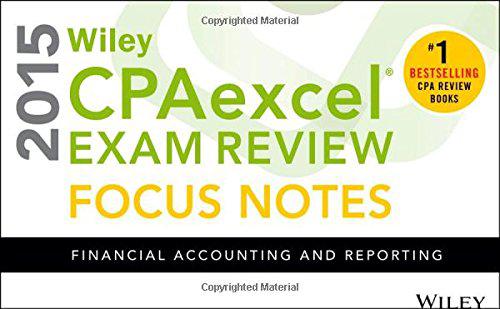 Copyrighted Material
2015
Wiley
CPAexcel®
EXAM REVIEW
FOCUS NOTES
#1
BESTSELLING
CPA REVIEW
BOOKS
FINANCIAL ACCOUNTING AND REPORTING
Copyrighted Material
WILEY